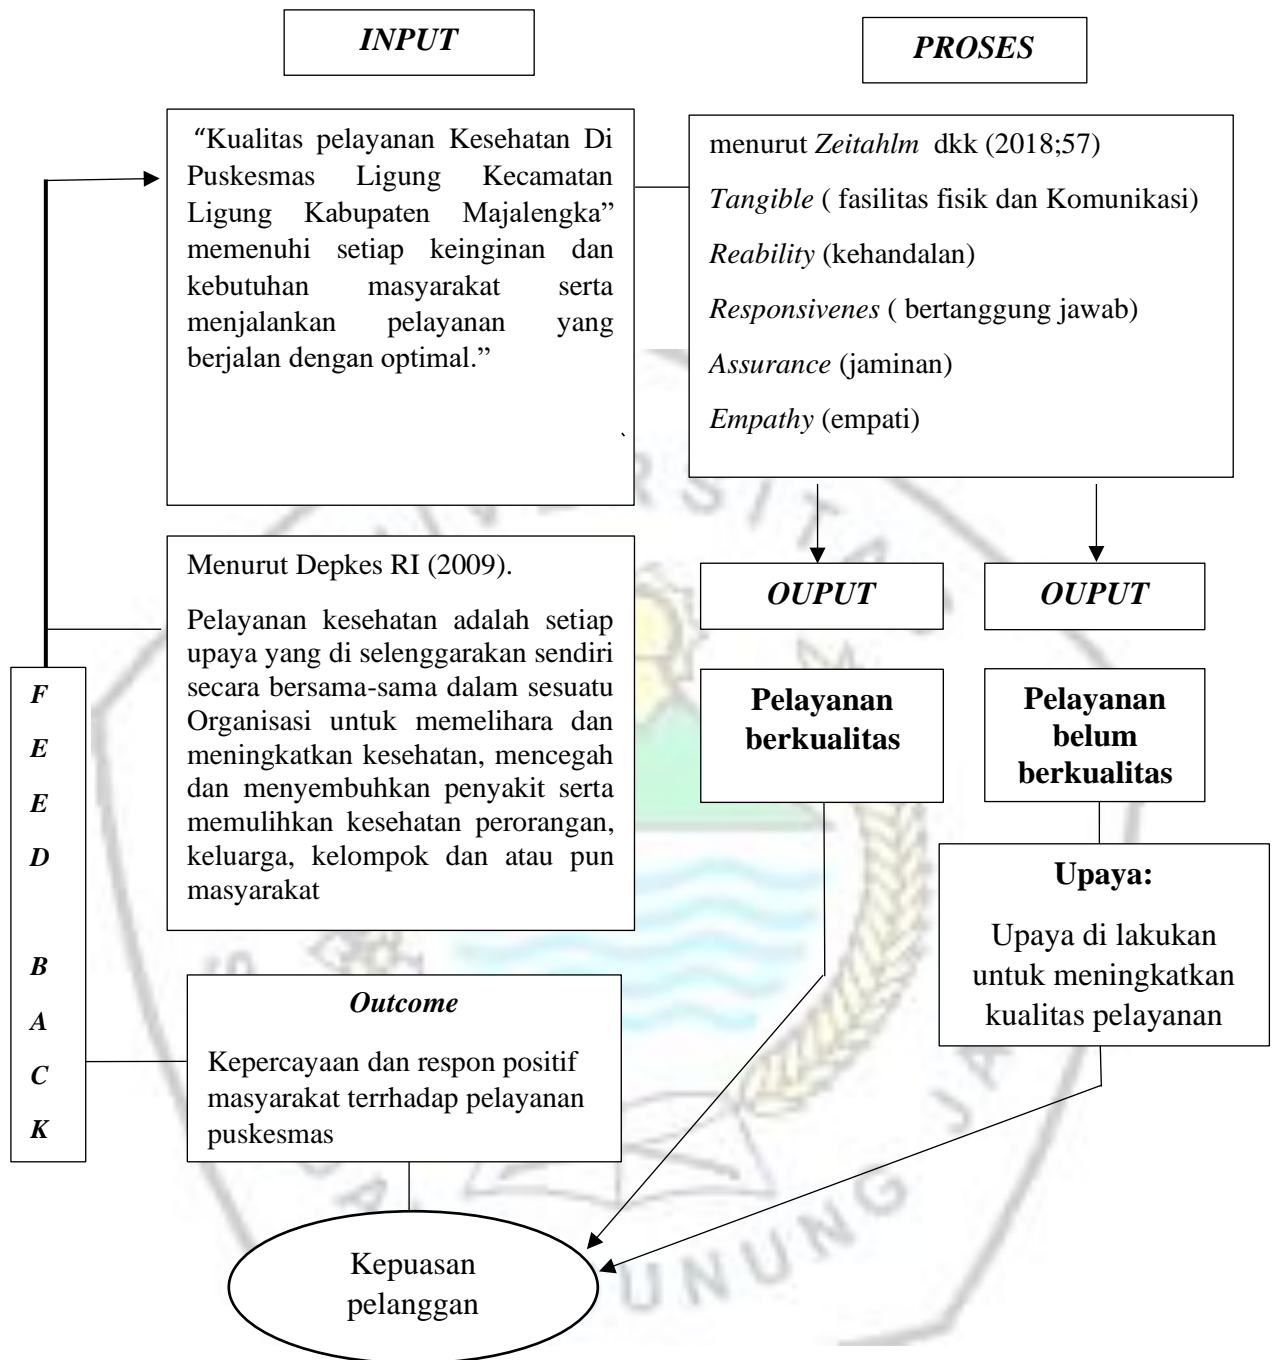 INPUT
PROSES
“Kualitas pelayanan Kesehatan Di
Puskesmas Ligung Kecamatan
Ligung Kabupaten Majalengka”
memenuhi setiap keinginan dan
kebutuhan masyarakat serta
menjalankan pelayanan yang
berjalan dengan optimal.”
`
menurut Zeitahlm dkk (2018;57)
Tangible ( fasilitas fisik dan Komunikasi)
Reability (kehandalan)
Responsivenes ( bertanggung jawab)
Assurance (jaminan)
Empathy (empati)
Menurut Depkes RI (2009).
Pelayanan kesehatan adalah setiap
upaya yang di selenggarakan sendiri
secara bersama-sama dalam sesuatu
Organisasi untuk memelihara dan
meningkatkan kesehatan, mencegah
dan menyembuhkan penyakit serta
memulihkan kesehatan perorangan,
keluarga, kelompok dan atau pun
masyarakat
OUPUT
OUPUT
Pelayanan
berkualitas
Pelayanan
belum
berkualitas
Upaya:
Upaya di lakukan
untuk meningkatkan
kualitas pelayanan
F
E
E
D
B
A
C
K
Outcome
Kepercayaan dan respon positif
masyarakat terrhadap pelayanan
puskesmas
Kepuasan
pelanggan